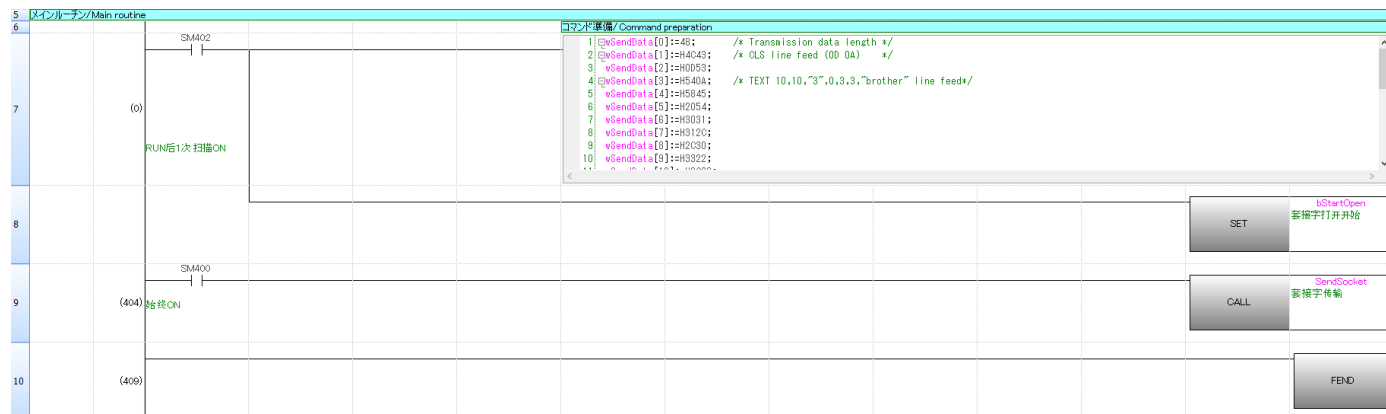 5 メインルーチン/Main routine
6 コマンド準備/Command preparation
SM402
1 wSendData[0]:=48; /* Transmission data length */
2 wSendData[1]:=H4C43; /* CLS line feed (0D 0A) */
3 wSendData[2]:=H0D53;
4 wSendData[3]:=H540A; /* TEXT 10,10,"3",0,3,3,"brother" line feed*/
5 wSendData[4]:=H5845;
6 wSendData[5]:=H2054;
7 wSendData[6]:=H3031;
8 wSendData[7]:=H312C;
9 wSendData[8]:=H2C30;
10 wSendData[9]:=H3322;
7 (0)
RUN后1次扫描ON
bStartOpen
8 SET 套接字打开开始
SM400
SendSocket
9 (404) 始终ON CALL 套接字传输
10 (409) FEND